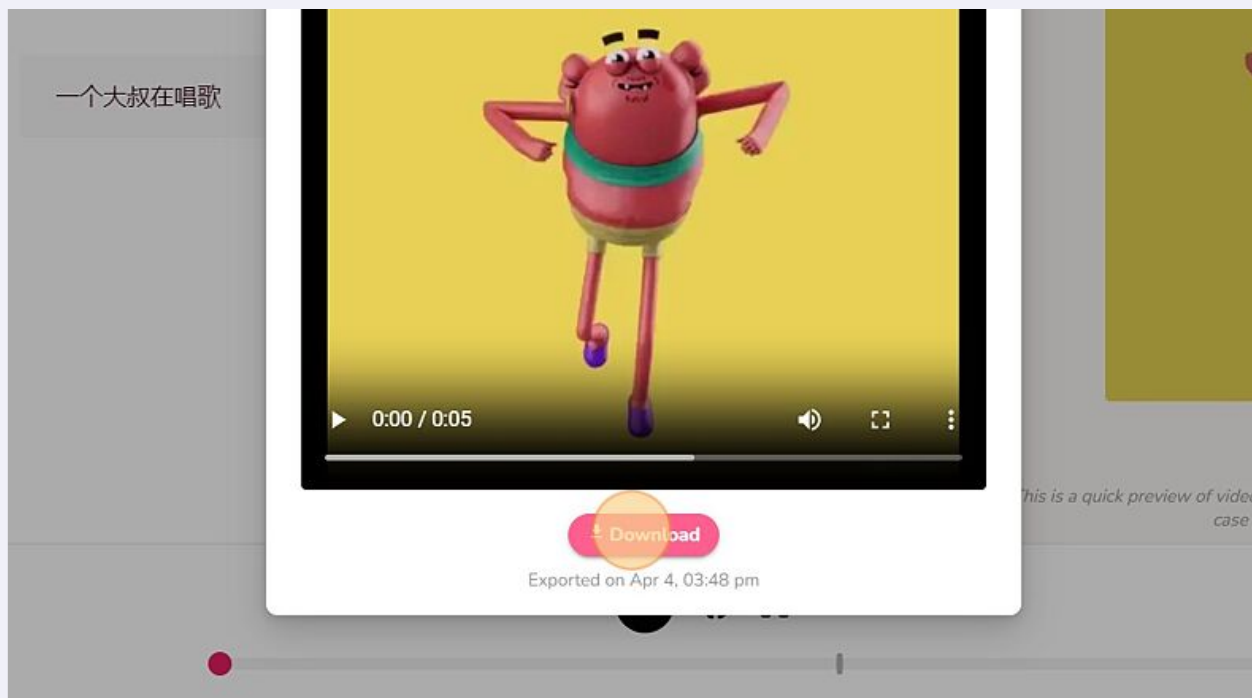 一个大叔在唱歌
0:00 / 0:05
This is a quick preview of video
case
Download
Exported on Apr 4, 03:48 pm